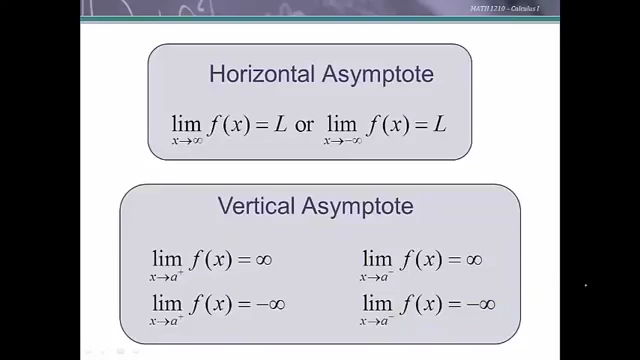 MATH 1210 – Calculus I
Horizontal Asymptote
lim x→∞ f(x) = L or lim x→−∞ f(x) = L
Vertical Asymptote
lim x→a⁺ f(x) = ∞ lim x→a⁻ f(x) = ∞
lim x→a⁺ f(x) = −∞ lim x→a⁻ f(x) = −∞